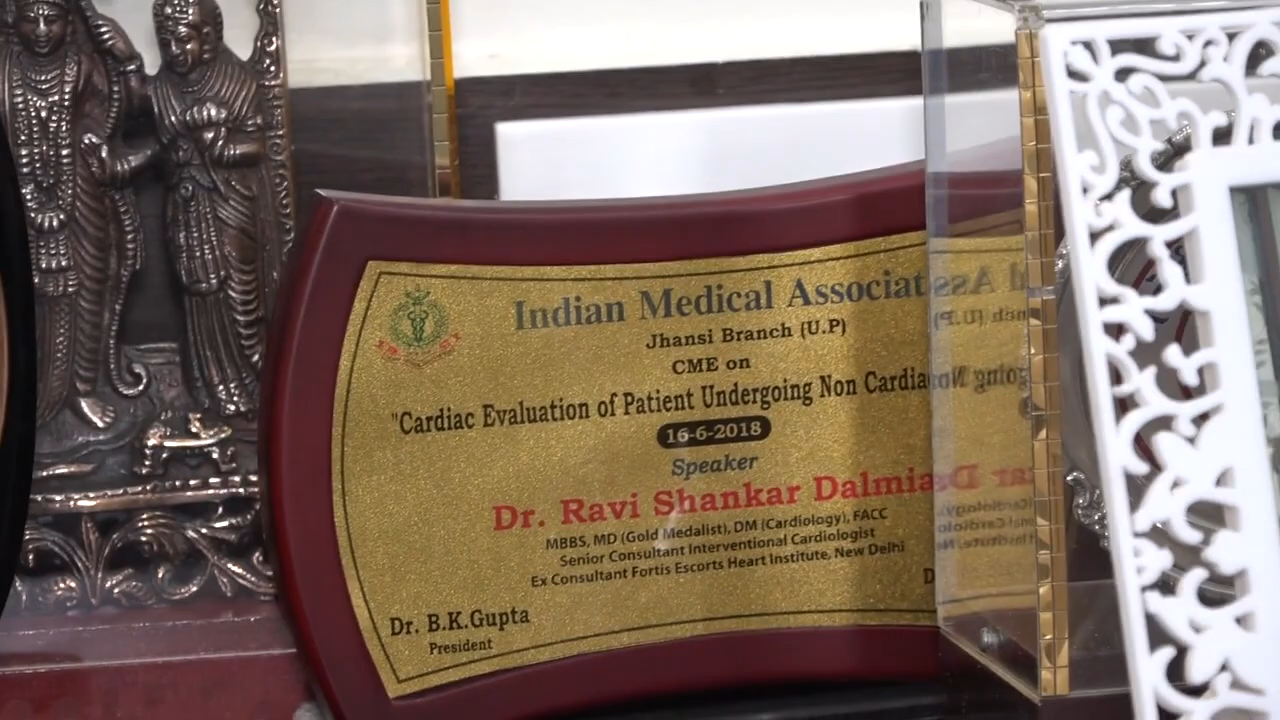 Indian Medical Associat
Jhansi Branch (U.P)
CME on
"Cardiac Evaluation of Patient Undergoing Non Cardia
16-6-2018
Speaker
Dr. Ravi Shankar Dalmia
MBBS, MD (Gold Medalist), DM (Cardiology), FACC
Senior Consultant Interventional Cardiologist
Ex Consultant Fortis Escorts Heart Institute, New Delhi
D
Dr. B.K.Gupta
President